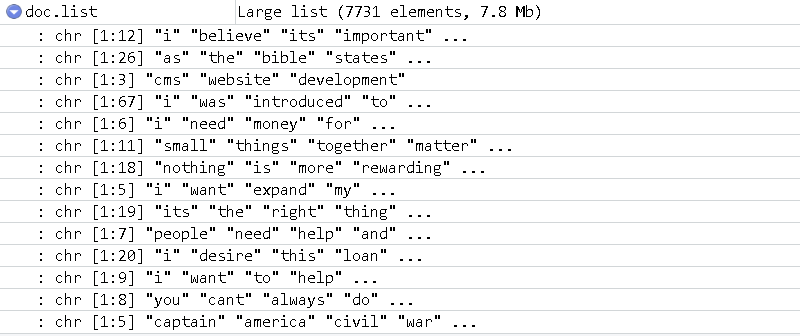 doc.list Large list (7731 elements, 7.8 Mb)
: chr [1:12] "i" "believe" "its" "important" ...
: chr [1:26] "as" "the" "bible" "states" ...
: chr [1:3] "cms" "website" "development"
: chr [1:67] "i" "was" "introduced" "to" ...
: chr [1:6] "i" "need" "money" "for" ...
: chr [1:11] "small" "things" "together" "matter" ...
: chr [1:18] "nothing" "is" "more" "rewarding" ...
: chr [1:5] "i" "want" "expand" "my" ...
: chr [1:19] "its" "the" "right" "thing" ...
: chr [1:7] "people" "need" "help" "and" ...
: chr [1:20] "i" "desire" "this" "loan" ...
: chr [1:9] "i" "want" "to" "help" ...
: chr [1:8] "you" "cant" "always" "do" ...
: chr [1:5] "captain" "america" "civil" "war" ...